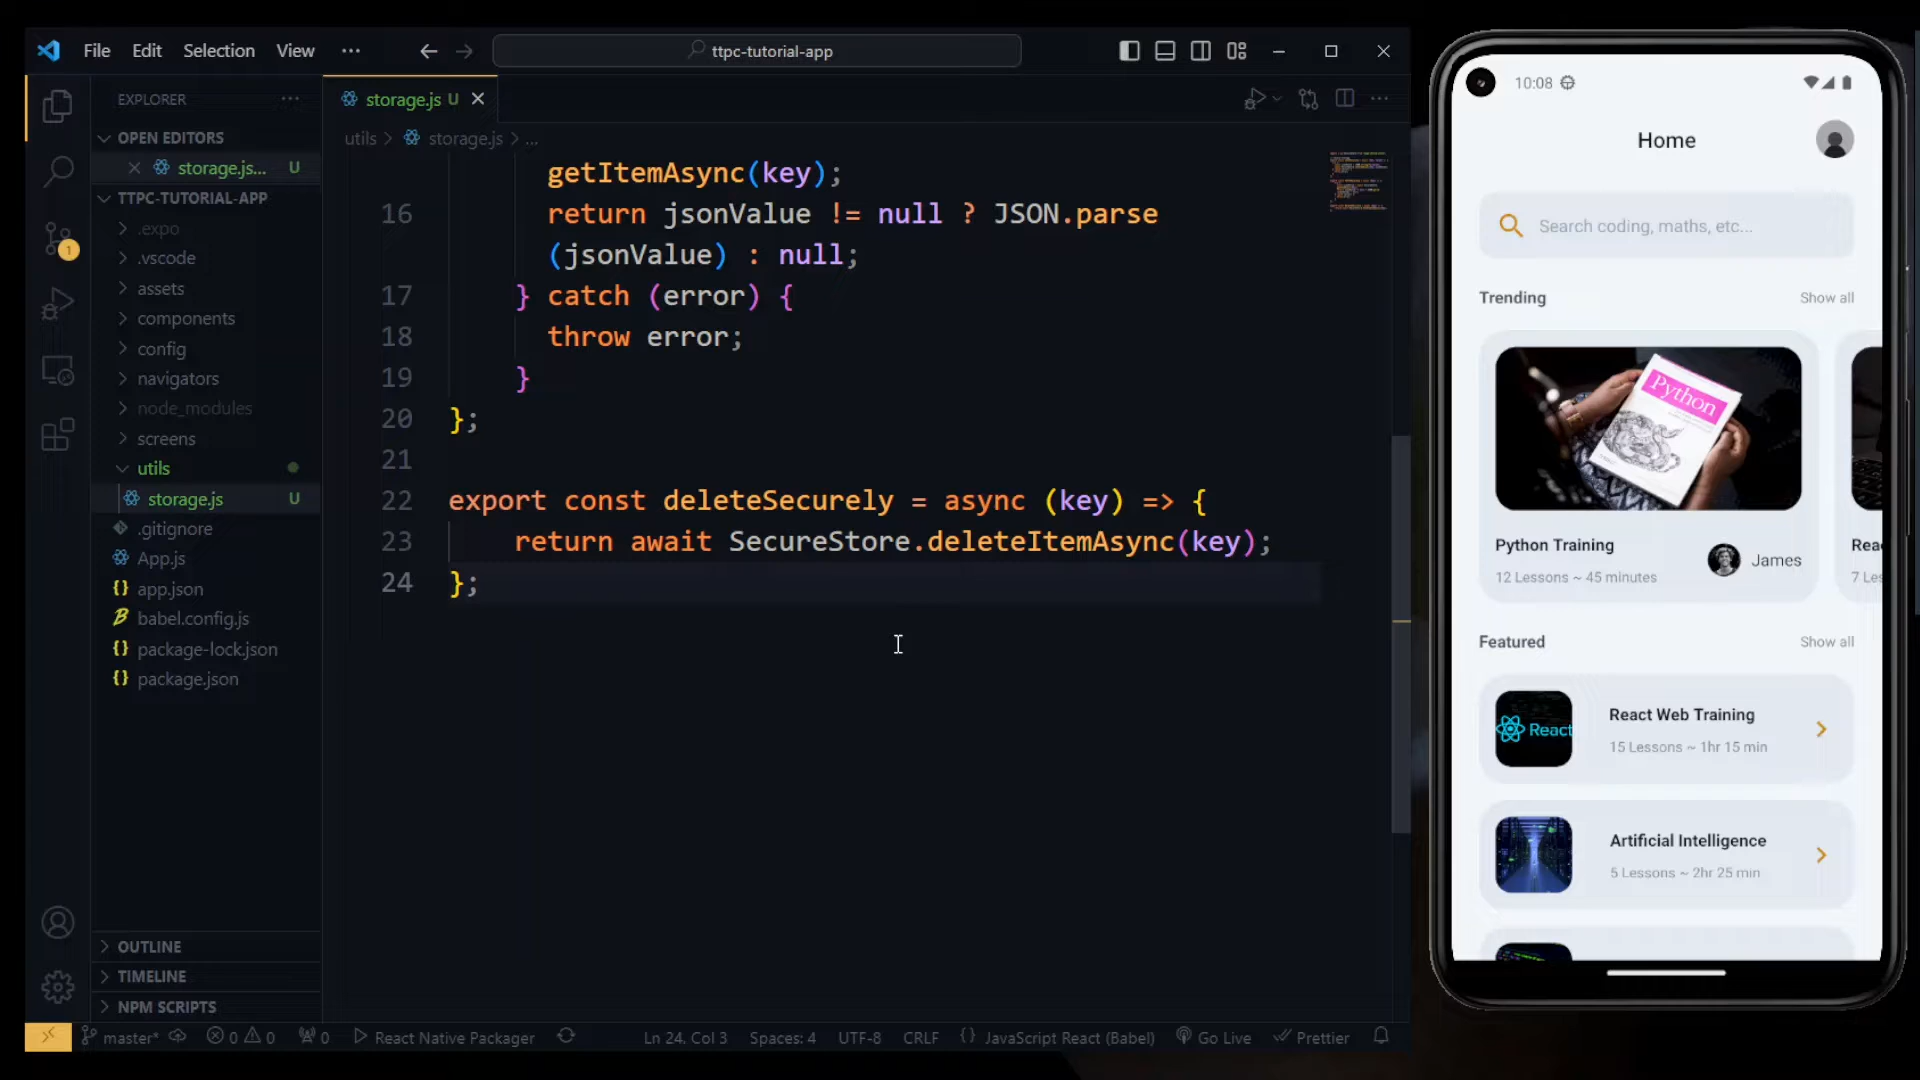 File Edit Selection View ...
ttpc-tutorial-app
EXPLORER
OPEN EDITORS
storage.js... U
TTPC-TUTORIAL-APP
.expo
.vscode
assets
components
config
navigators
node_modules
screens
utils
storage.js U
.gitignore
App.js
app.json
babel.config.js
package-lock.json
package.json
OUTLINE
TIMELINE
NPM SCRIPTS
storage.js U
utils > storage.js > ...
getItemAsync(key);
16 return jsonValue != null ? JSON.parse
(jsonValue) : null;
17 } catch (error) {
18 throw error;
19 }
20 };
21
22 export const deleteSecurely = async (key) => {
23 return await SecureStore.deleteItemAsync(key);
24 };
master* 0 0 0 React Native Packager Ln 24, Col 3 Spaces: 4 UTF-8 CRLF {} JavaScript React (Babel) Go Live Prettier
1
10:08
Home
Search coding, maths, etc...
Trending Show all
Python
Python Training
12 Lessons ~ 45 minutes
James
Rea
7 Les
Featured Show all
React
React Web Training
15 Lessons ~ 1hr 15 min
Artificial Intelligence
5 Lessons ~ 2hr 25 min